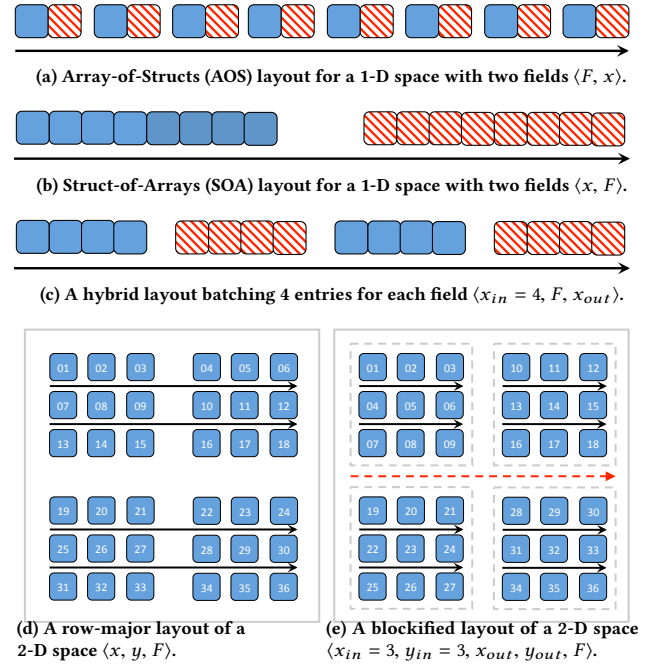 (a) Array-of-Structs (AOS) layout for a 1-D space with two fields ⟨F, x⟩.
(b) Struct-of-Arrays (SOA) layout for a 1-D space with two fields ⟨x, F⟩.
(c) A hybrid layout batching 4 entries for each field ⟨x_in = 4, F, x_out⟩.
01 02 03 04 05 06
07 08 09 10 11 12
13 14 15 16 17 18
19 20 21 22 23 24
25 26 27 28 29 30
31 32 33 34 35 36
(d) A row-major layout of a
2-D space ⟨x, y, F⟩.
01 02 03 10 11 12
04 05 06 13 14 15
07 08 09 16 17 18
19 20 21 28 29 30
22 23 24 31 32 33
25 26 27 34 35 36
(e) A blockified layout of a 2-D space
⟨x_in = 3, y_in = 3, x_out, y_out, F⟩.